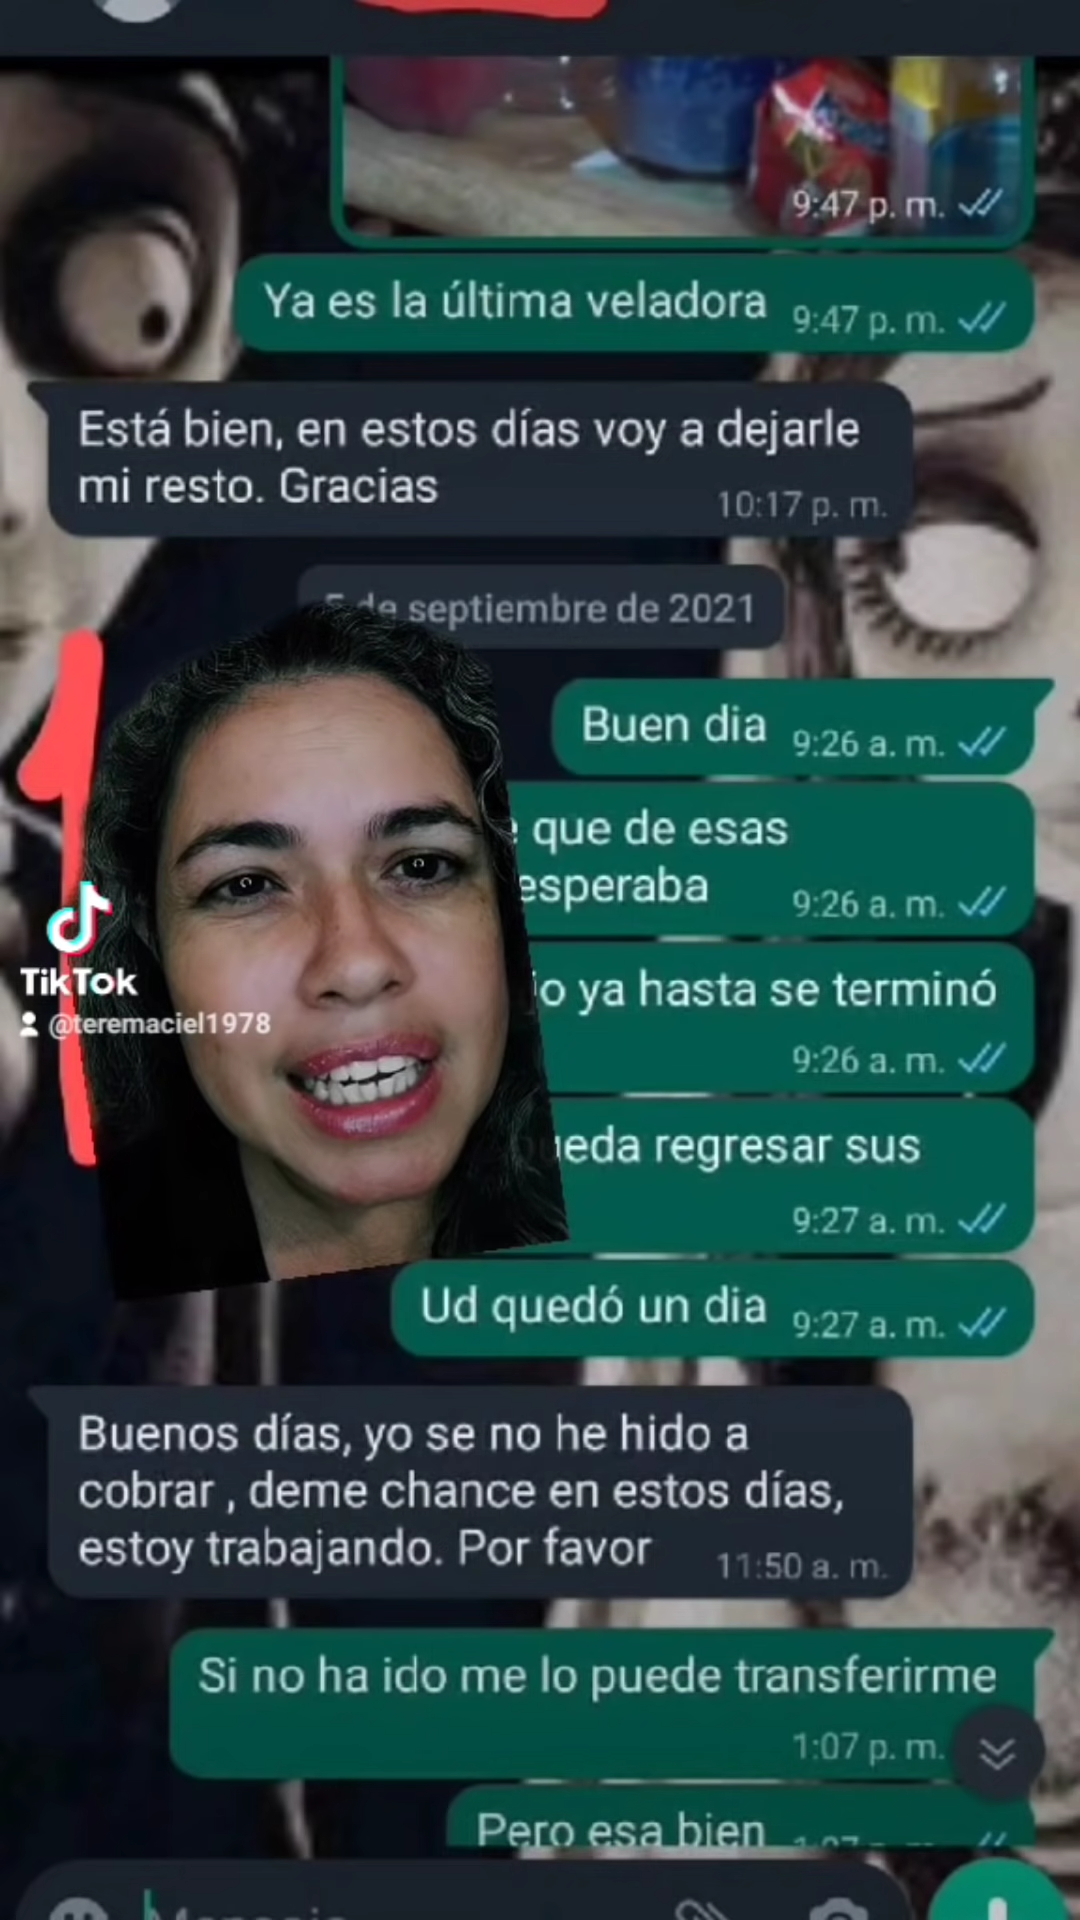 9:47 p. m.
Ya es la última veladora 9:47 p. m.
Está bien, en estos días voy a dejarle
mi resto. Gracias 10:17 p. m.
de septiembre de 2021
Buen dia 9:26 a. m.
que de esas
esperaba 9:26 a. m.
ya hasta se terminó
9:26 a. m.
regresar sus
9:27 a. m.
TikTok
@teremaciel1978
Ud quedó un dia 9:27 a. m.
Buenos días, yo se no he hido a
cobrar , deme chance en estos días,
estoy trabajando. Por favor 11:50 a. m.
Si no ha ido me lo puede transferirme
1:07 p. m.
Pero esa bien